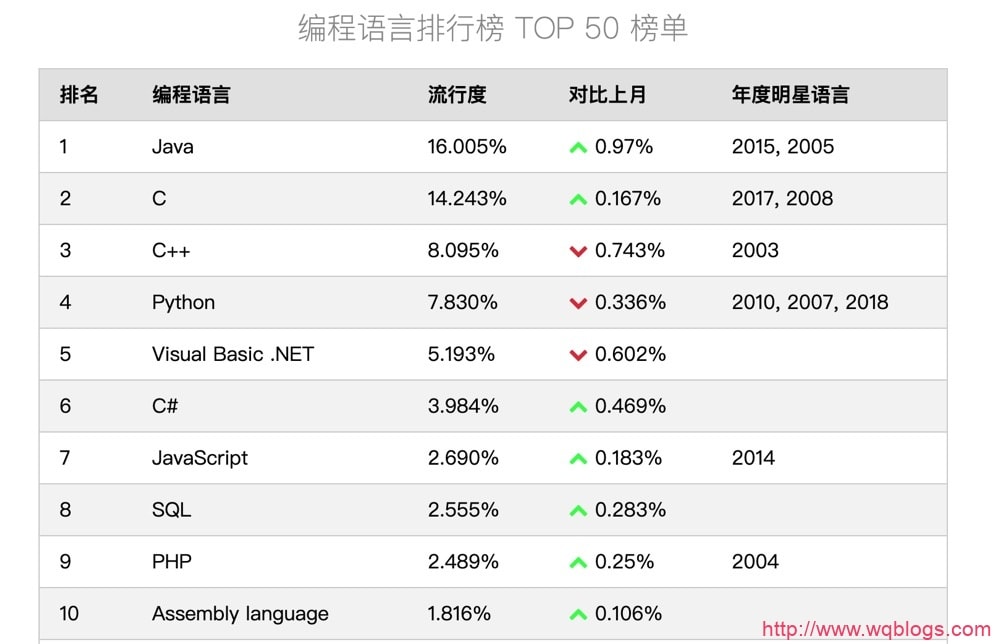 编程语言排行榜 TOP 50 榜单
排名 编程语言 流行度 对比上月 年度明星语言
1 Java 16.005% 0.97% 2015, 2005
2 C 14.243% 0.167% 2017, 2008
3 C++ 8.095% 0.743% 2003
4 Python 7.830% 0.336% 2010, 2007, 2018
5 Visual Basic .NET 5.193% 0.602%
6 C# 3.984% 0.469%
7 JavaScript 2.690% 0.183% 2014
8 SQL 2.555% 0.283%
9 PHP 2.489% 0.25% 2004
10 Assembly language 1.816% 0.106%
http://www.wqblogs.com